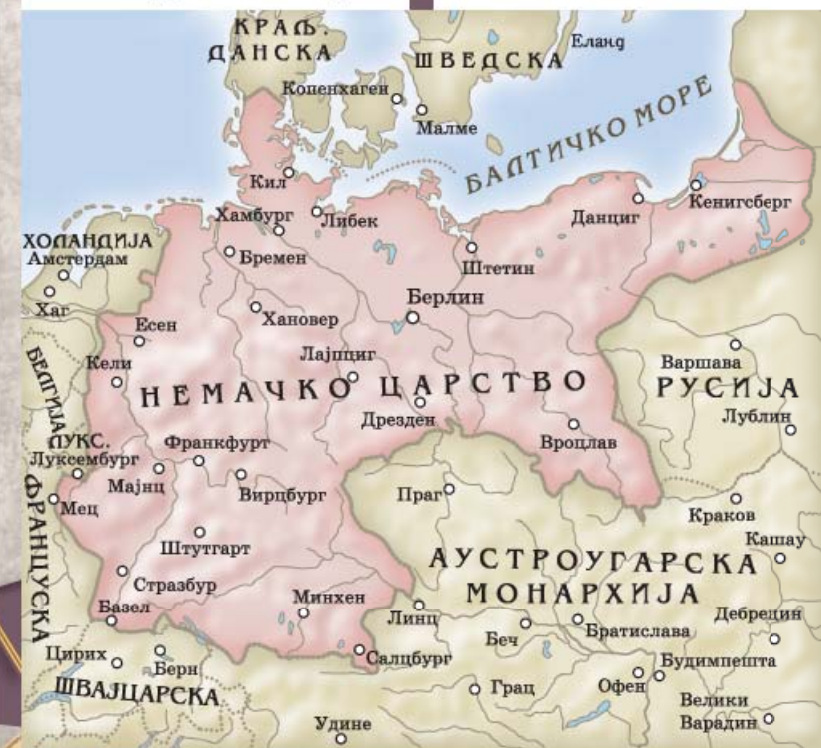 КРАЉ.
ДАНСКА
ШВЕДСКА
Еланд
Копенхаген
Малме
БАЛТИЧКО МОРЕ
Кил
Хамбург
Либек
Данциг
Кенигсберг
ХОЛАНДИЈА
Амстердам
Бремен
Штетин
Хаг
Берлин
Есен
Хановер
БЕЛГИЈА
Кели
Лајпциг
Варшава
НЕМАЧКО ЦАРСТВО
РУСИЈА
Дрезден
Лублин
ЛУКС.
Луксембург
Франкфурт
Вроцлав
Мајнц
Вирцбург
Праг
Мец
Краков
ФРАНЦУСКА
Штутгарт
Кашау
АУСТРОУГАРСКА
МОНАРХИЈА
Стразбур
Базел
Минхен
Линц
Дебрецин
Беч
Братислава
Цирих
Берн
Салцбург
Будимпешта
ШВАЈЦАРСКА
Грац
Офен
Велики
Варадин
Удине